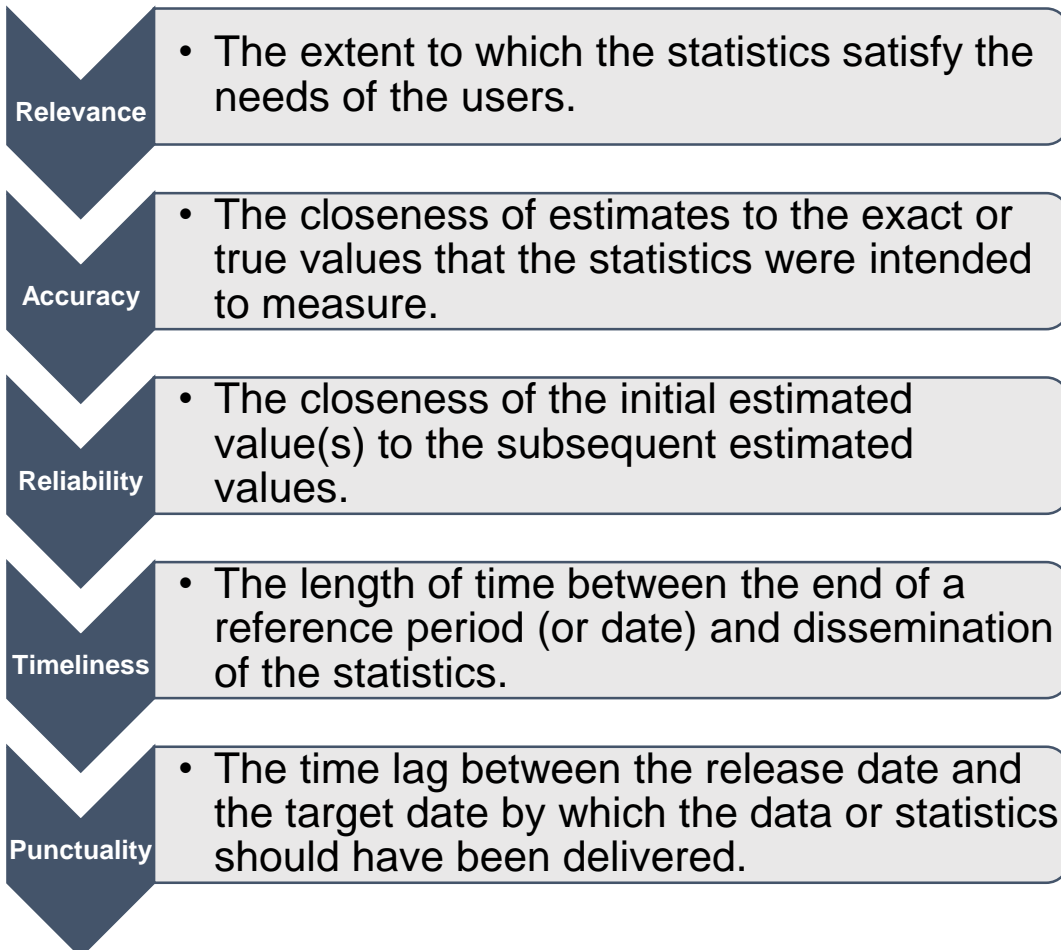 Relevance
• The extent to which the statistics satisfy the
needs of the users.
Accuracy
• The closeness of estimates to the exact or
true values that the statistics were intended
to measure.
Reliability
• The closeness of the initial estimated
value(s) to the subsequent estimated
values.
Timeliness
• The length of time between the end of a
reference period (or date) and dissemination
of the statistics.
Punctuality
• The time lag between the release date and
the target date by which the data or statistics
should have been delivered.